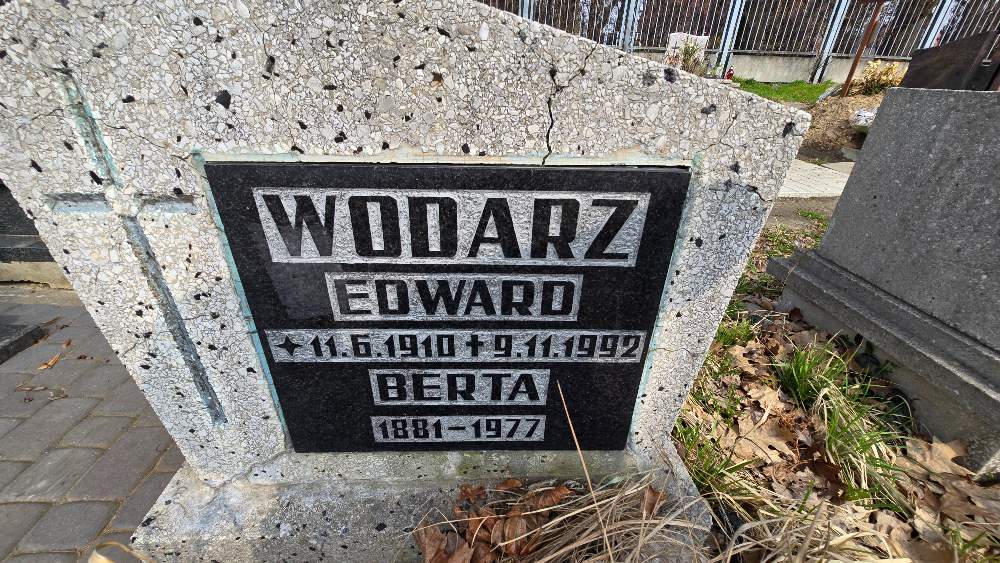 WODARZ
EDWARD
✦11.6.1910 ✝ 9.11.1992
BERTA
1881-1977